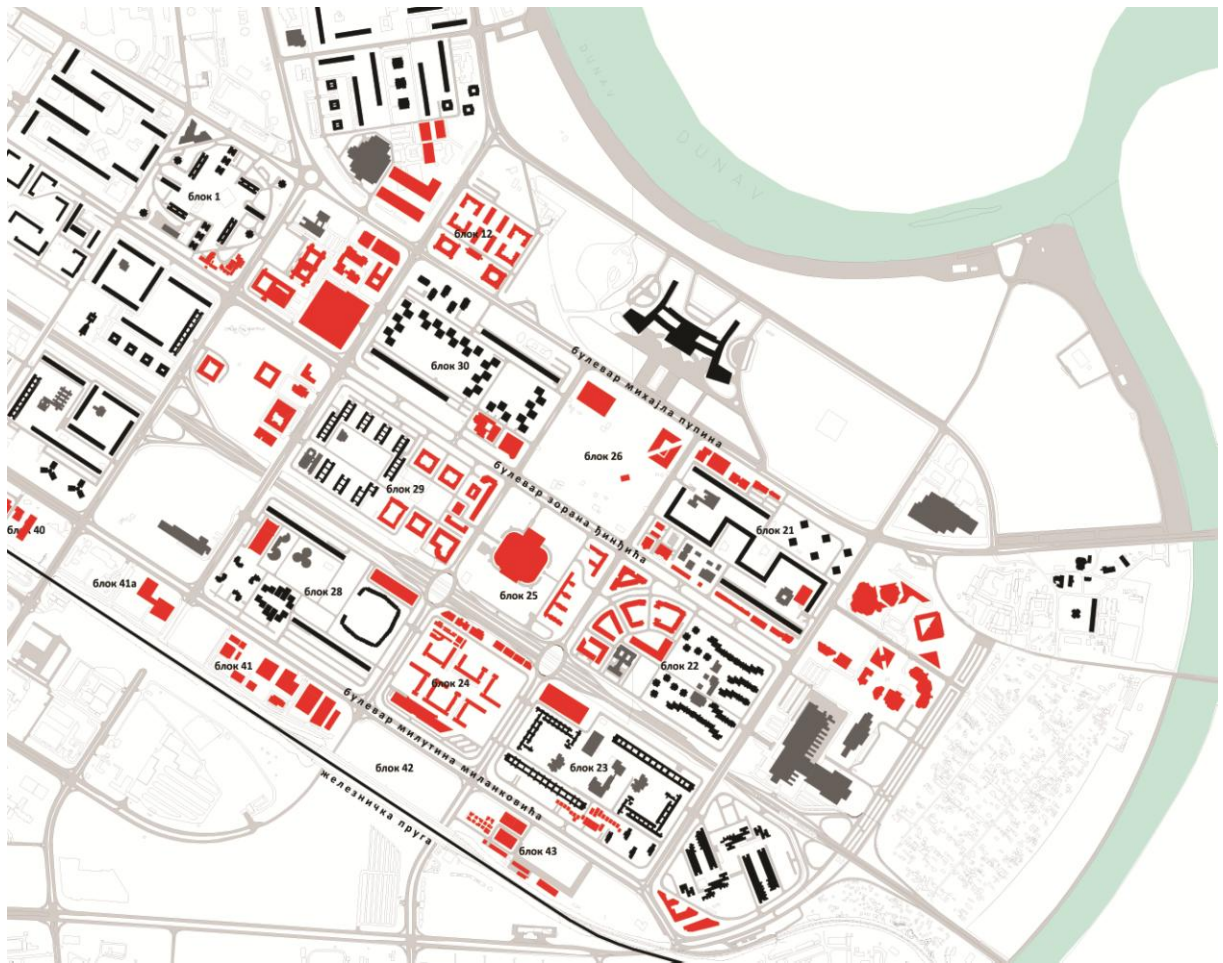 DUNAV
DUNAV
блок 1
блок 12
блок 30
булевар михајла пупина
блок 26
булевар зорана ђинђића
блок 29
блок 21
блок 40
блок 41а
блок 28
блок 25
блок 22
блок 41
блок 24
булевар милутина миланковића
блок 23
блок 42
железничка пруга
блок 43